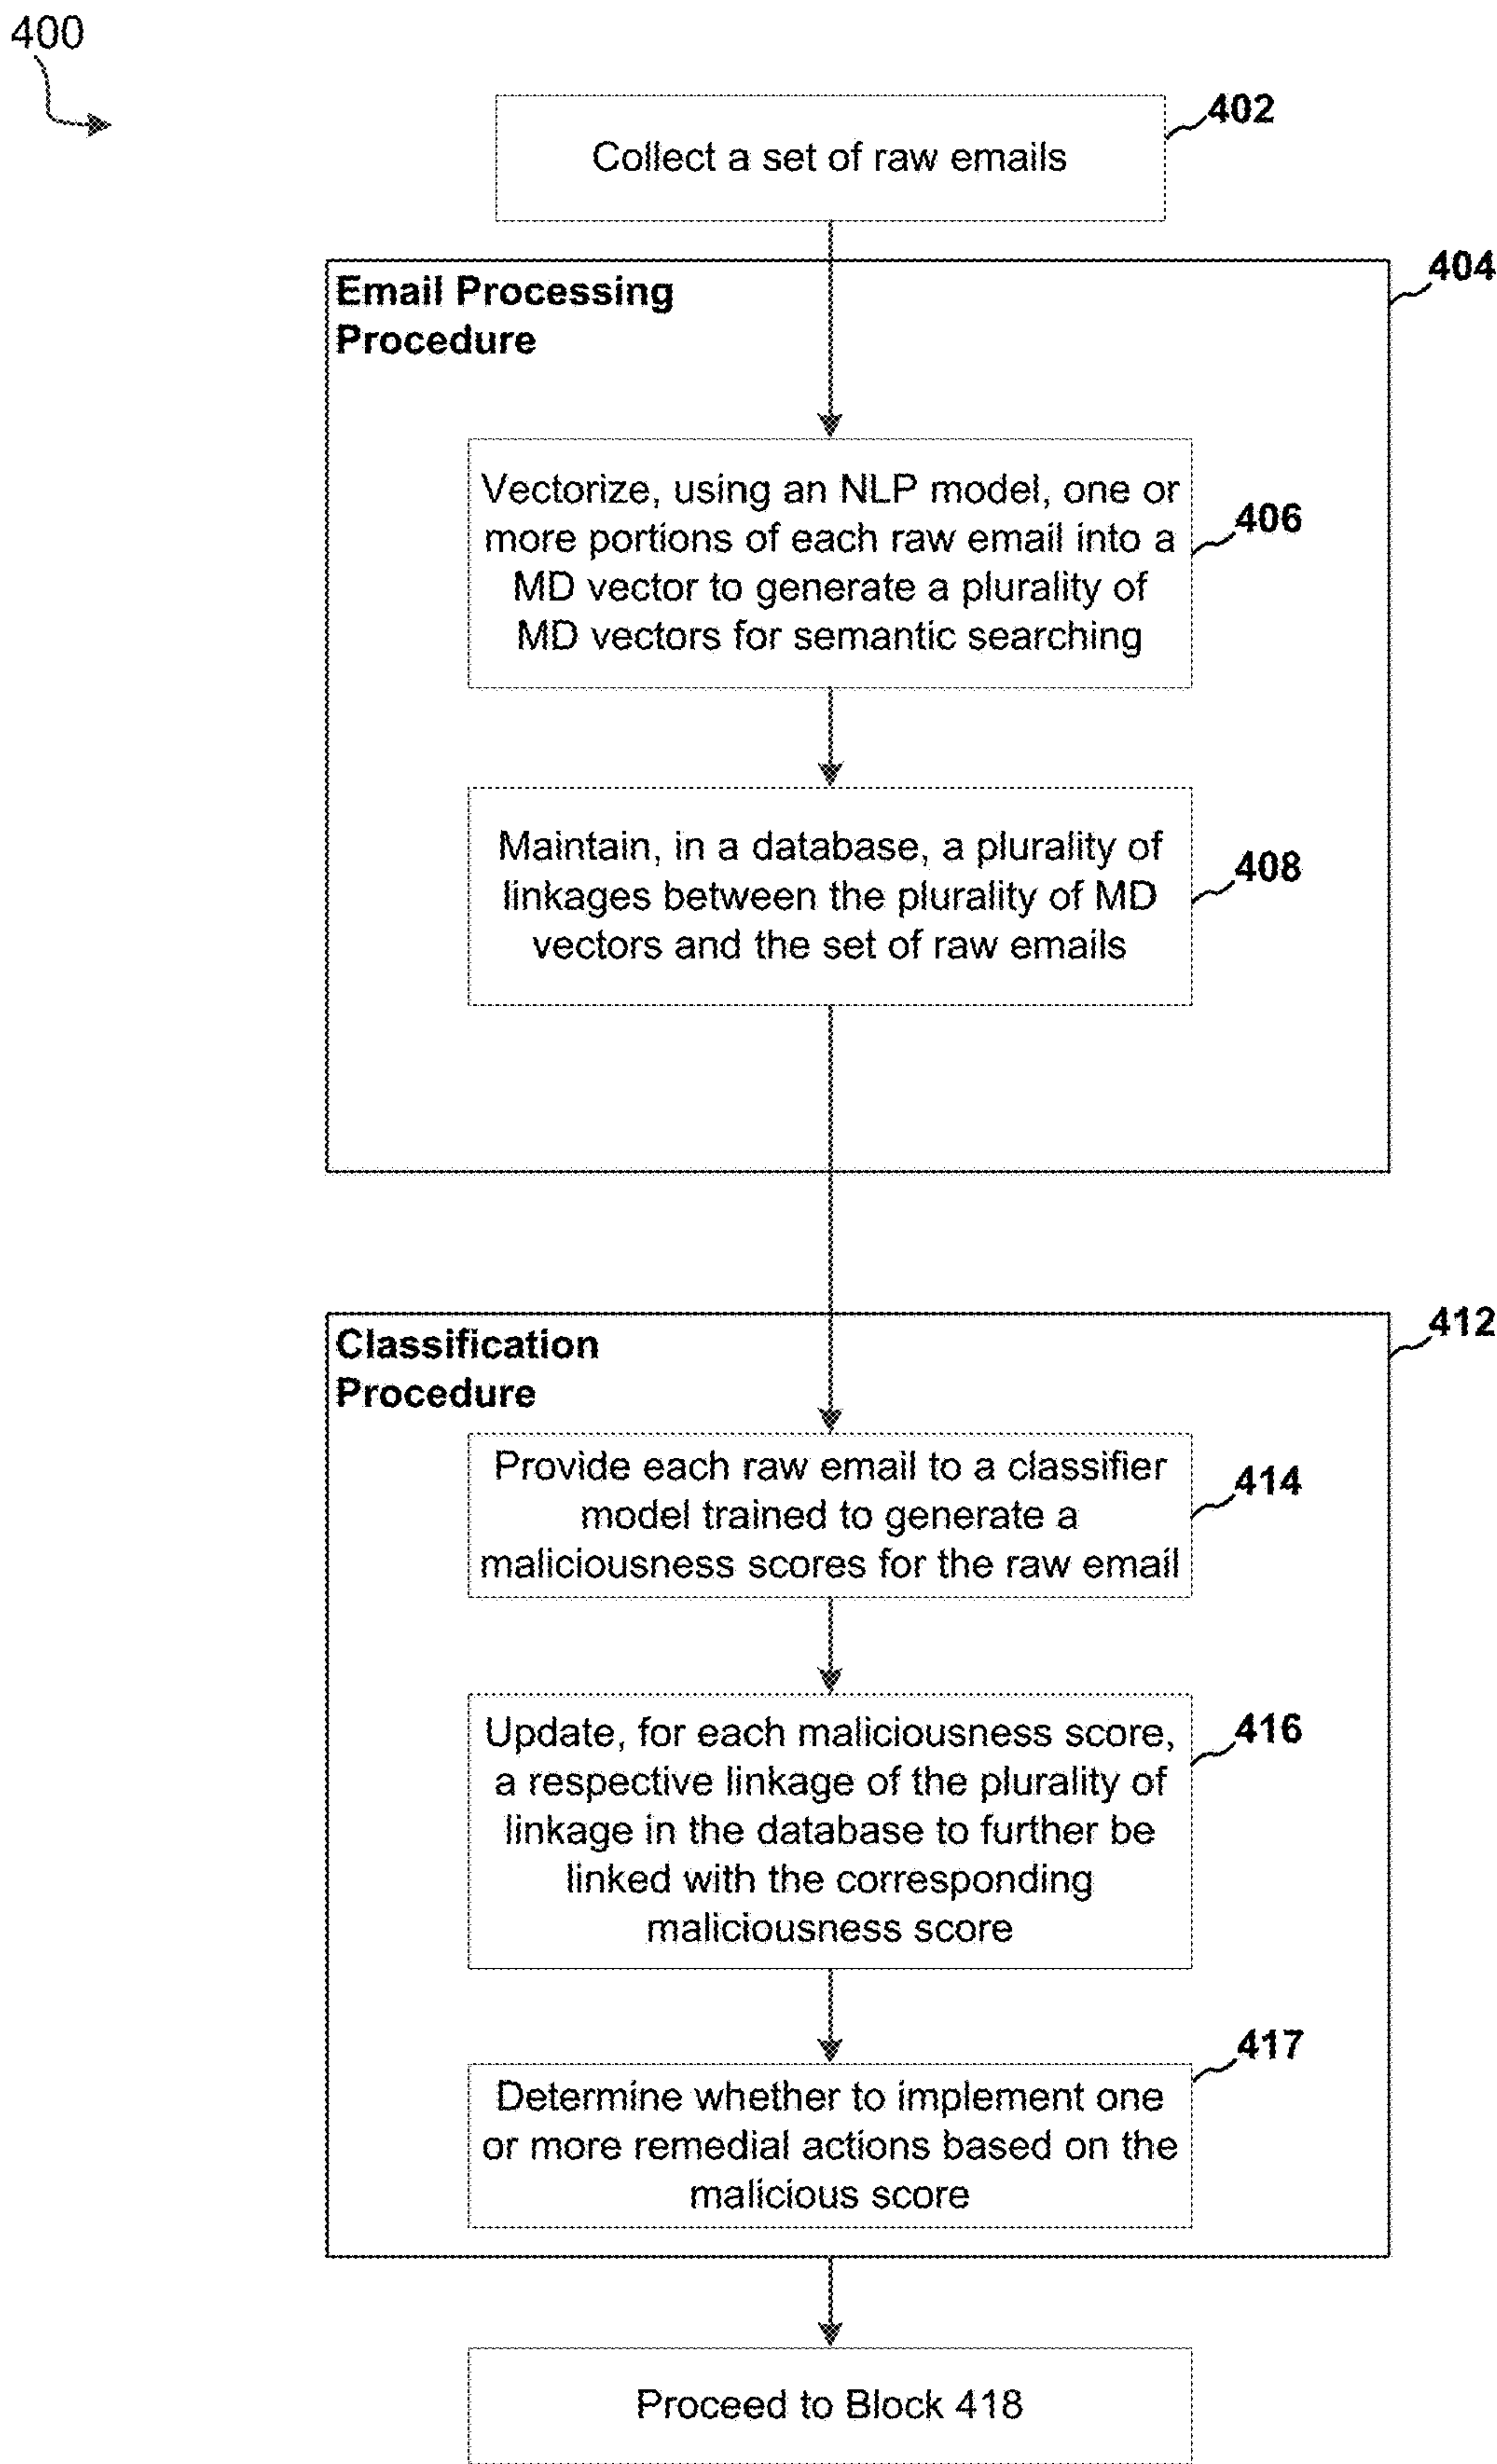 400
402
Collect a set of raw emails
404
Email Processing
Procedure
Vectorize, using an NLP model, one or
more portions of each raw email into a
MD vector to generate a plurality of
MD vectors for semantic searching
406
Maintain, in a database, a plurality of
linkages between the plurality of MD
vectors and the set of raw emails
408
412
Classification
Procedure
Provide each raw email to a classifier
model trained to generate a
maliciousness scores for the raw email
414
Update, for each maliciousness score,
a respective linkage of the plurality of
linkage in the database to further be
linked with the corresponding
maliciousness score
416
417
Determine whether to implement one
or more remedial actions based on the
malicious score
Proceed to Block 418